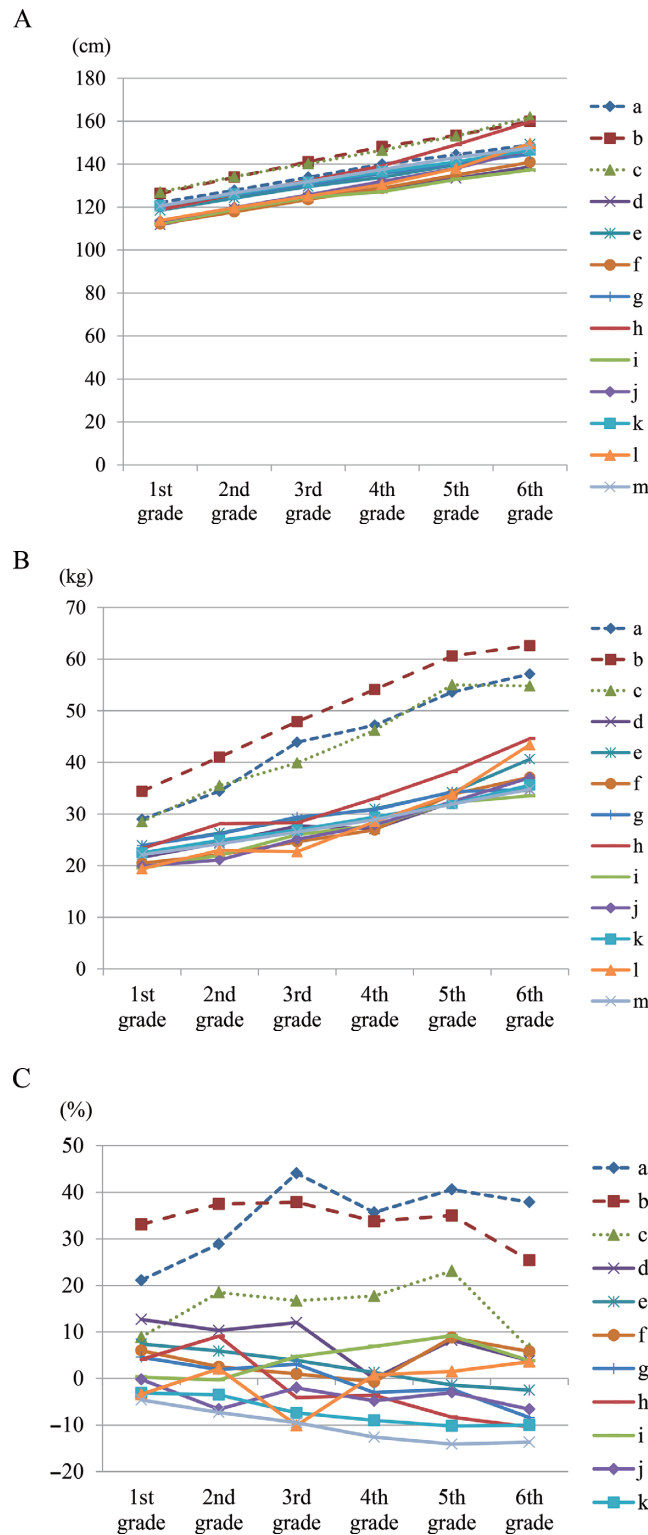 A
(cm)
180
160
140
120
100
80
60
40
20
0
1st grade
2nd grade
3rd grade
4th grade
5th grade
6th grade
a
b
c
d
e
f
g
h
i
j
k
l
m
B
(kg)
70
60
50
40
30
20
10
0
1st grade
2nd grade
3rd grade
4th grade
5th grade
6th grade
a
b
c
d
e
f
g
h
i
j
k
l
m
C
(%)
50
40
30
20
10
0
−10
−20
1st grade
2nd grade
3rd grade
4th grade
5th grade
6th grade
a
b
c
d
e
f
g
h
i
j
k